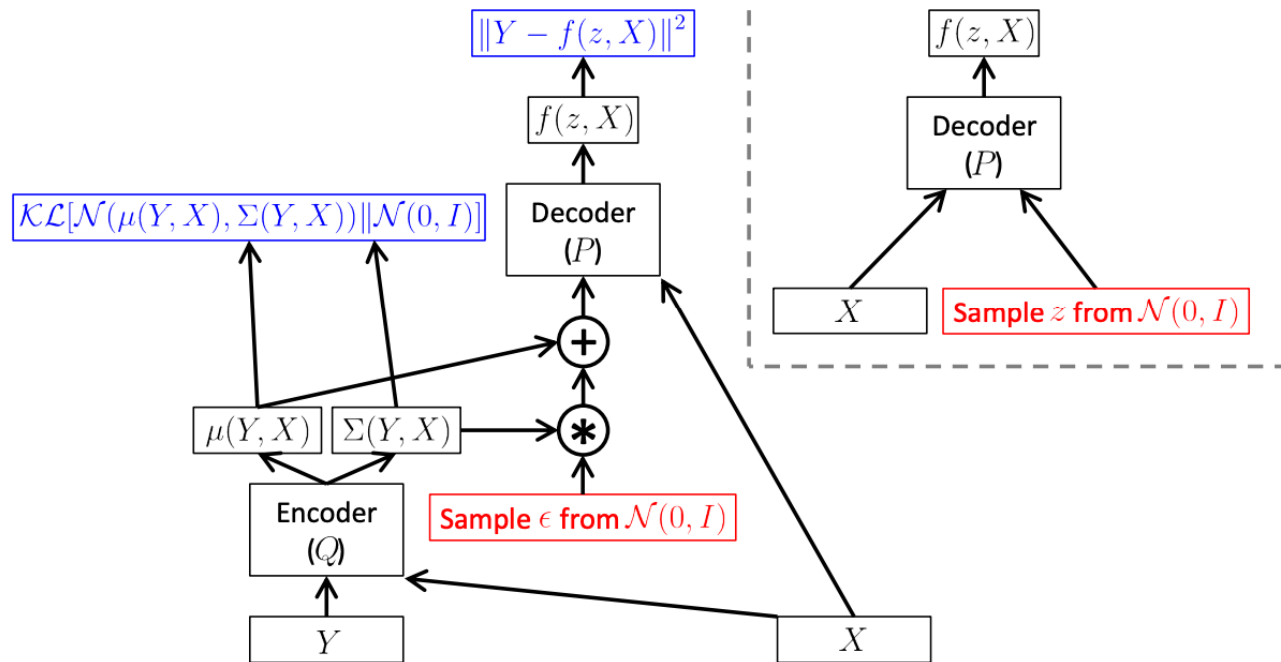 ‖Y − f(z, X)‖²
f(z, X)
Decoder
(P)
𝒦ℒ[𝒩(μ(Y, X), Σ(Y, X))‖𝒩(0, I)]
+
μ(Y, X)
Σ(Y, X)
*
Encoder
(Q)
Sample ϵ from 𝒩(0, I)
Y
X
f(z, X)
Decoder
(P)
X
Sample z from 𝒩(0, I)